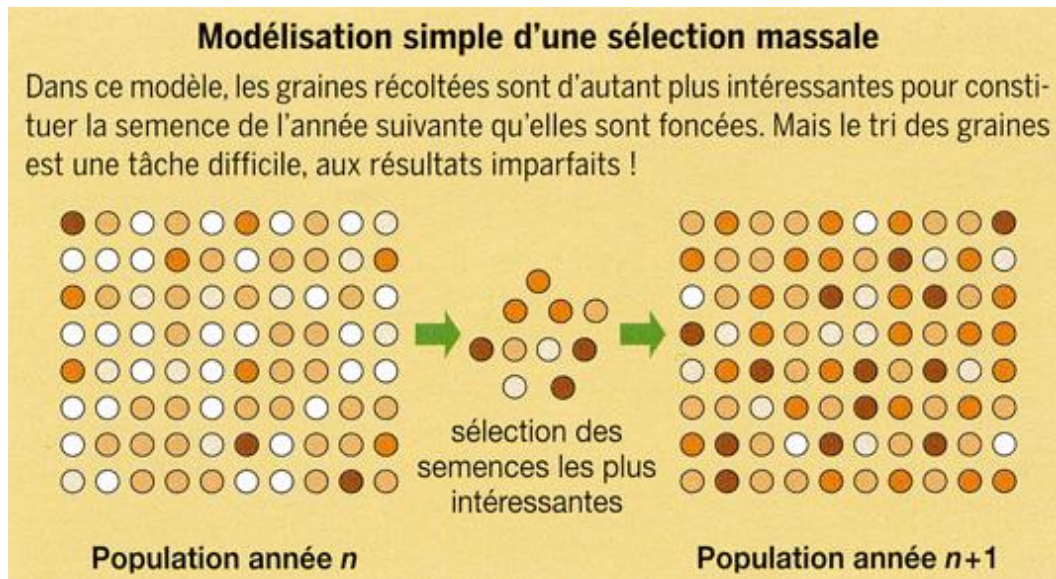 Modélisation simple d'une sélection massale
Dans ce modèle, les graines récoltées sont d'autant plus intéressantes pour consti-
tuer la semence de l'année suivante qu'elles sont foncées. Mais le tri des graines
est une tâche difficile, aux résultats imparfaits !
sélection des
semences les plus
intéressantes
Population année n
Population année n+1